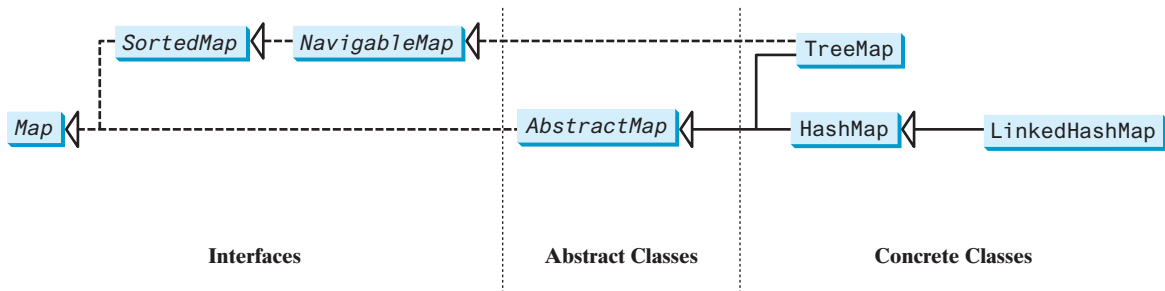 SortedMap
NavigableMap
TreeMap
Map
AbstractMap
HashMap
LinkedHashMap
Interfaces
Abstract Classes
Concrete Classes